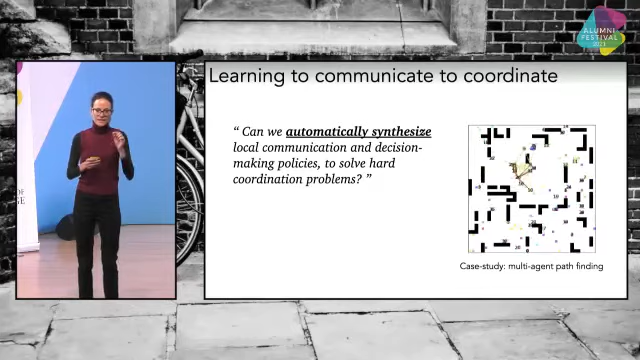 ALUMNI
FESTIVAL
2021
Learning to communicate to coordinate
“ Can we automatically synthesize
local communication and decision-
making policies, to solve hard
coordination problems? ”
Case-study: multi-agent path finding